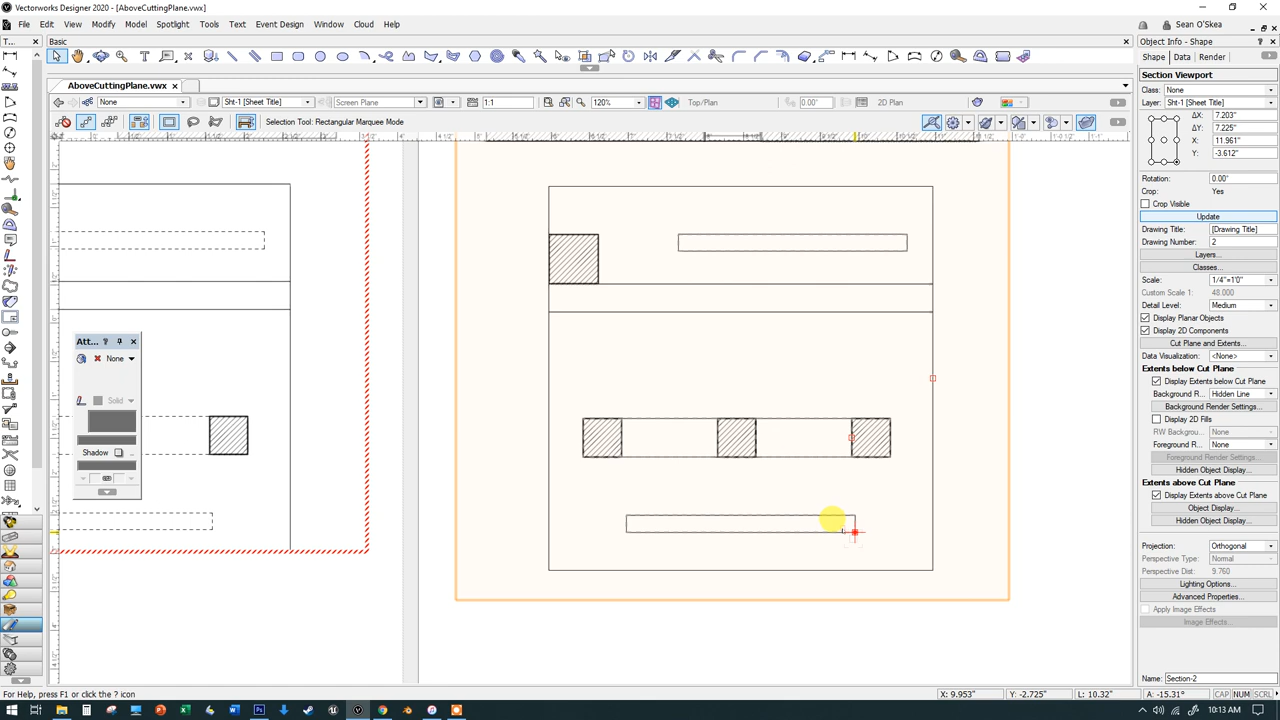 Vectorworks Designer 2020 - [AboveCuttingPlane.vwx]
File Edit View Modify Model Spotlight Tools Text Event Design Window Cloud Help
Sean O'Skea
T...
Basic
Object Info - Shape
AboveCuttingPlane.vwx
Shape Data Render
None Sht-1 [Sheet Title] Screen Plane 1:1 120% Top/Plan 0.00° 2D Plan
Selection Tool: Rectangular Marquee Mode
Section Viewport
Class: None
Layer: Sht-1 [Sheet Title]
ΔX: 7.203"
ΔY: 7.225"
X: 11.961"
Y: -3.612"
Rotation: 0.00°
Crop: Yes
Crop Visible
Update
Drawing Title: [Drawing Title]
Drawing Number: 2
Layers...
Classes...
Scale: 1/4"=1'0"
Custom Scale 1: 48.000
Detail Level: Medium
Display Planar Objects
Display 2D Components
Cut Plane and Extents...
Data Visualization: <None>
Extents below Cut Plane
Display Extents below Cut Plane
Background R... Hidden Line
Background Render Settings...
Display 2D Fills
RW Backgrou... None
Foreground R... None
Foreground Render Settings...
Hidden Object Display...
Extents above Cut Plane
Display Extents above Cut Plane
Object Display...
Hidden Object Display...
Projection: Orthogonal
Perspective Type: Normal
Perspective Dist: 9.760
Lighting Options...
Advanced Properties...
Apply Image Effects
Image Effects...
Name: Section-2
Att... ?
None
Solid
Shadow
For Help, press F1 or click the ? icon
X: 9.953" Y: -2.725" L: 10.32" A: -15.31° CAP NUM SCRL
10:13 AM